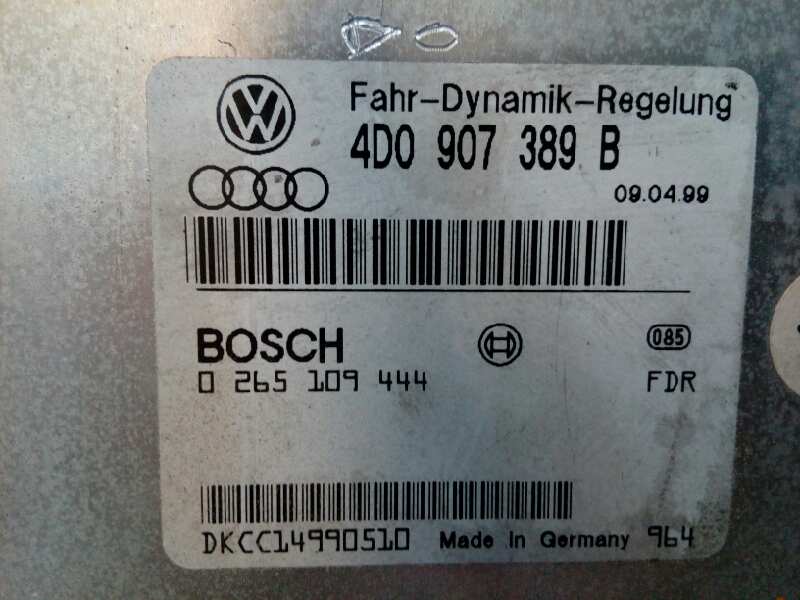 Fahr-Dynamik-Regelung
4D0 907 389 B
09.04.99
BOSCH
085
0 265 109 444
FDR
DKCC14990510 Made in Germany 964